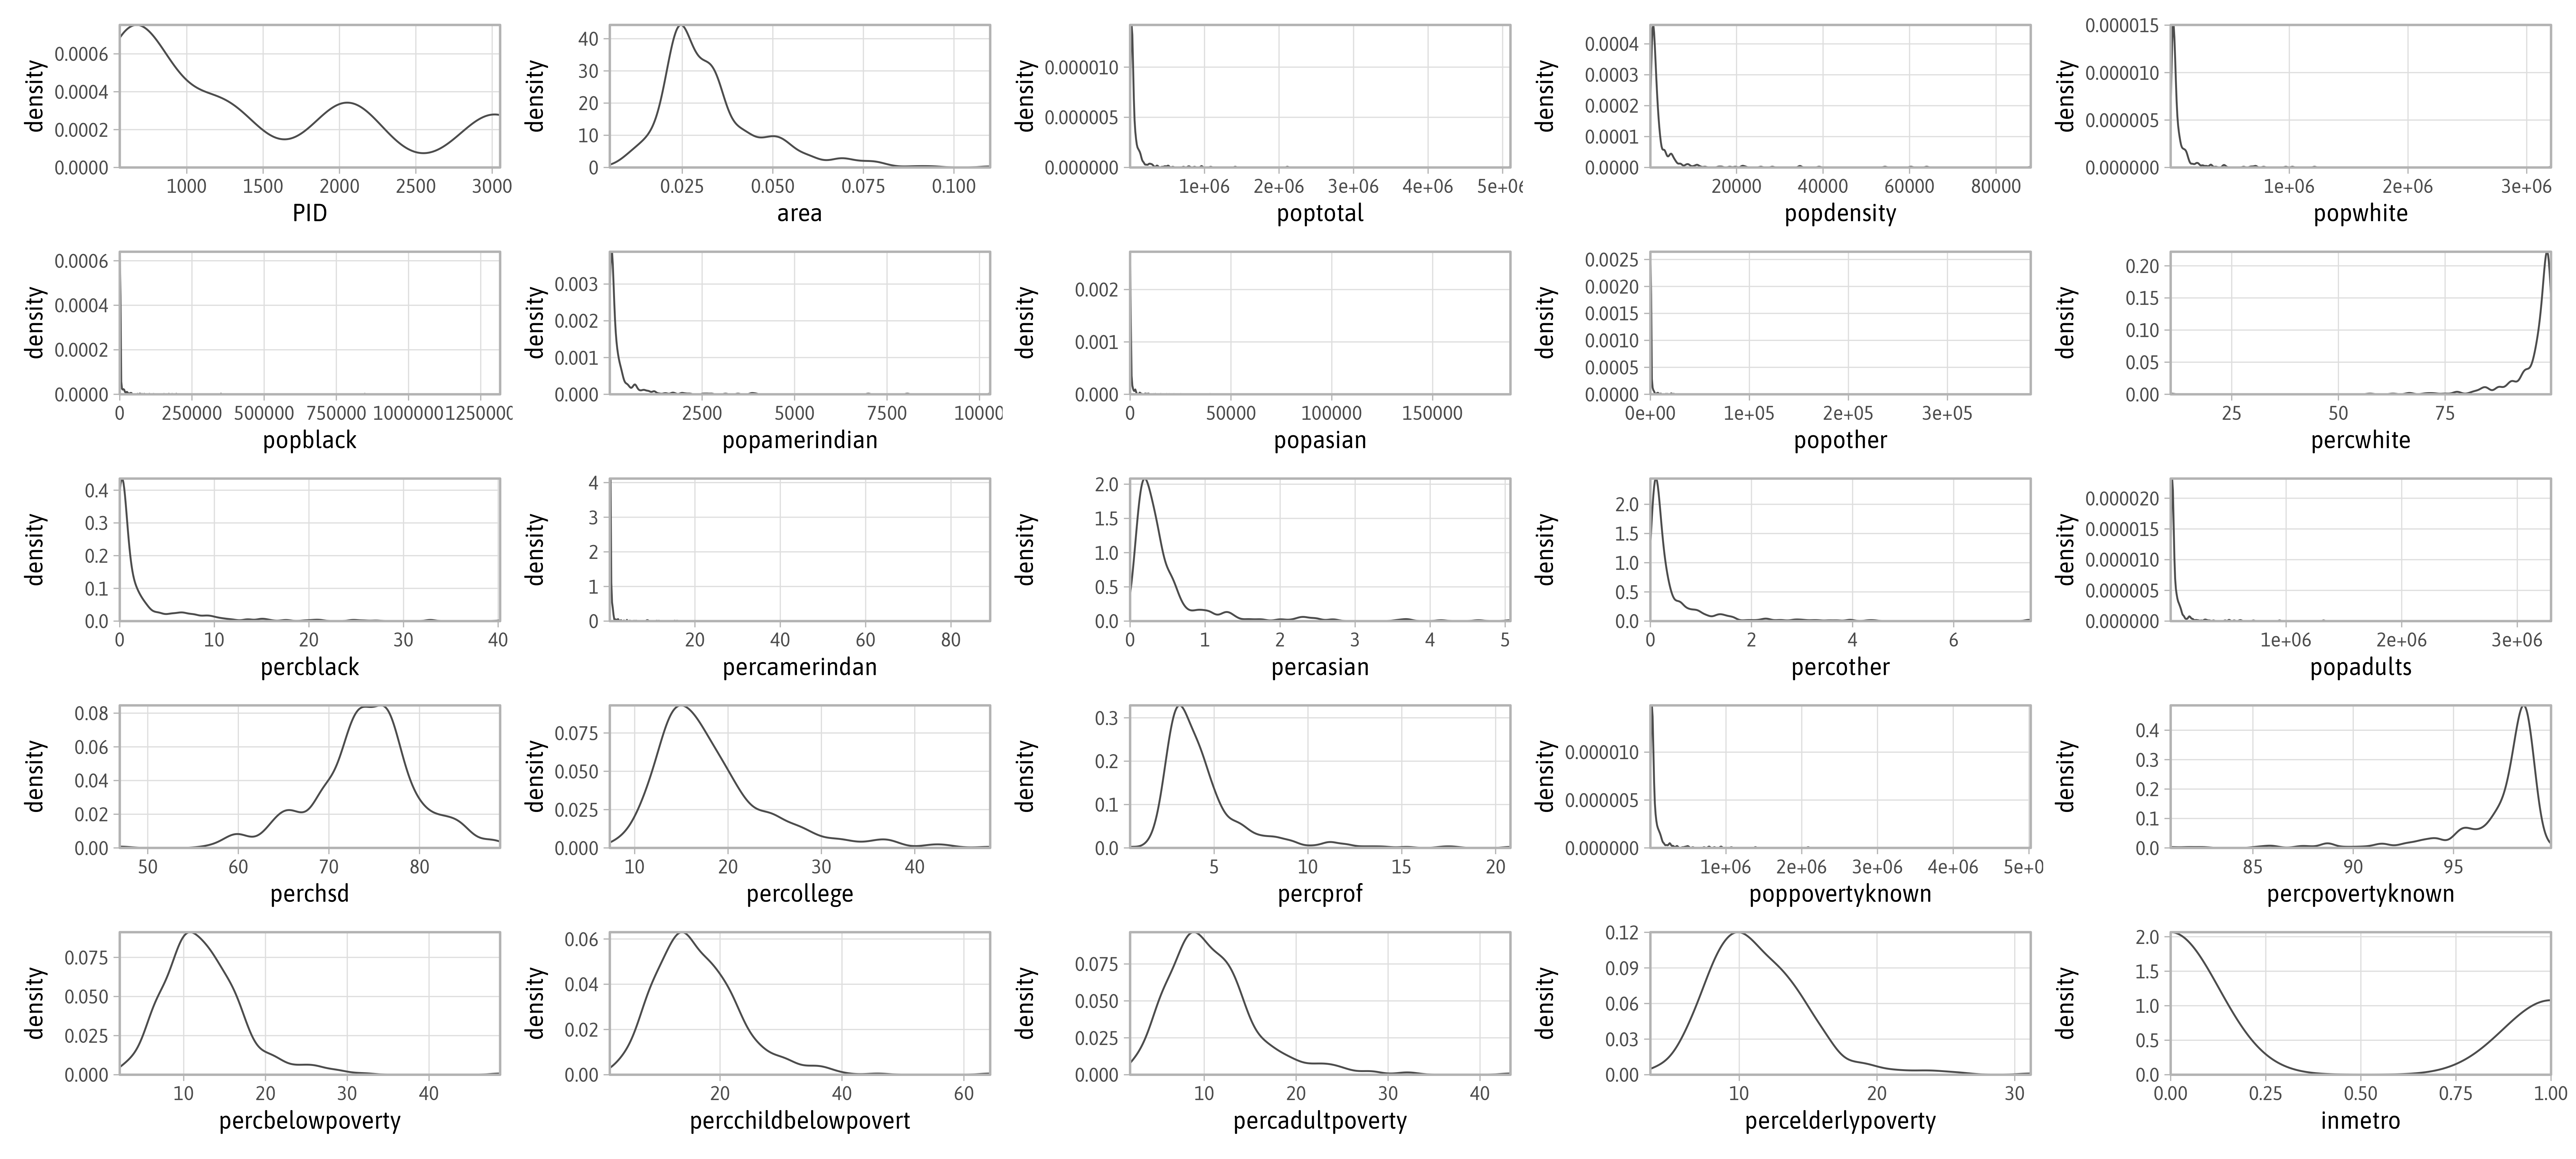 density
0.0006
0.0004
0.0002
0.0000
1000 1500 2000 2500 3000
PID
density
40
30
20
10
0
0.025 0.050 0.075 0.100
area
density
0.000010
0.000005
0.000000
1e+06 2e+06 3e+06 4e+06 5e+06
poptotal
density
0.0004
0.0003
0.0002
0.0001
0.0000
20000 40000 60000 80000
popdensity
density
0.000015
0.000010
0.000005
0.000000
1e+06 2e+06 3e+06
popwhite
density
0.0006
0.0004
0.0002
0.0000
0 250000 500000 750000 1000000 1250000
popblack
density
0.003
0.002
0.001
0.000
2500 5000 7500 10000
popamerindian
density
0.002
0.001
0.000
0 50000 100000 150000
popasian
density
0.0025
0.0020
0.0015
0.0010
0.0005
0.0000
0e+00 1e+05 2e+05 3e+05
popother
density
0.20
0.15
0.10
0.05
0.00
25 50 75
percwhite
density
0.4
0.3
0.2
0.1
0.0
0 10 20 30 40
percblack
density
4
3
2
1
0
20 40 60 80
percamerindan
density
2.0
1.5
1.0
0.5
0.0
0 1 2 3 4 5
percasian
density
2.0
1.5
1.0
0.5
0.0
0 2 4 6
percother
density
0.000020
0.000015
0.000010
0.000005
0.000000
1e+06 2e+06 3e+06
popadults
density
0.08
0.06
0.04
0.02
0.00
50 60 70 80
perchsd
density
0.075
0.050
0.025
0.000
10 20 30 40
percollege
density
0.3
0.2
0.1
0.0
5 10 15 20
percprof
density
0.000010
0.000005
0.000000
1e+06 2e+06 3e+06 4e+06 5e+0
poppovertyknown
density
0.4
0.3
0.2
0.1
0.0
85 90 95
percpovertyknown
density
0.075
0.050
0.025
0.000
10 20 30 40
percbelowpoverty
density
0.06
0.04
0.02
0.00
20 40 60
percchildbelowpovert
density
0.075
0.050
0.025
0.000
10 20 30 40
percadultpoverty
density
0.12
0.09
0.06
0.03
0.00
10 20 30
percelderlypoverty
density
2.0
1.5
1.0
0.5
0.0
0.00 0.25 0.50 0.75 1.00
inmetro